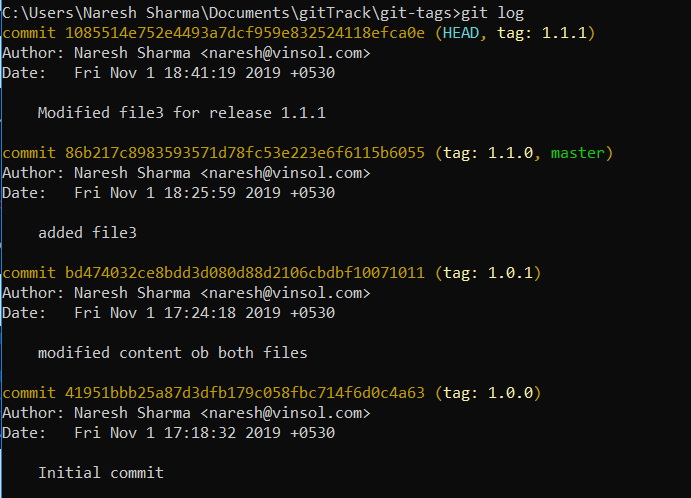 C:\Users\Naresh Sharma\Documents\gitTrack\git-tags>git log
commit 1085514e752e4493a7dcf959e832524118efca0e (HEAD, tag: 1.1.1)
Author: Naresh Sharma <naresh@vinsol.com>
Date:   Fri Nov 1 18:41:19 2019 +0530
Modified file3 for release 1.1.1
commit 86b217c8983593571d78fc53e223e6f6115b6055 (tag: 1.1.0, master)
Author: Naresh Sharma <naresh@vinsol.com>
Date:   Fri Nov 1 18:25:59 2019 +0530
added file3
commit bd474032ce8bdd3d080d88d2106cbdbf10071011 (tag: 1.0.1)
Author: Naresh Sharma <naresh@vinsol.com>
Date:   Fri Nov 1 17:24:18 2019 +0530
modified content ob both files
commit 41951bbb25a87d3dfb179c058fbc714f6d0c4a63 (tag: 1.0.0)
Author: Naresh Sharma <naresh@vinsol.com>
Date:   Fri Nov 1 17:18:32 2019 +0530
Initial commit